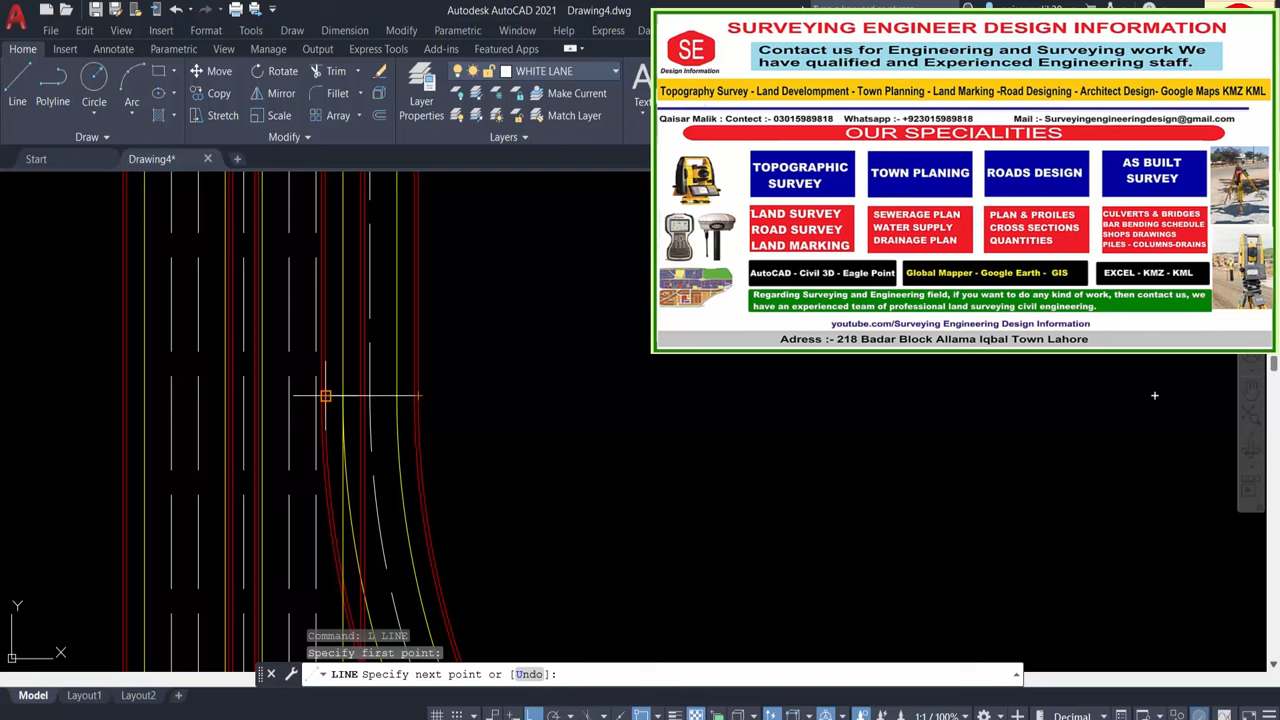 Autodesk AutoCAD 2021 Drawing4.dwg
Edit View Insert Format Tools Draw Dimension Modify Parametric Window Help Express
Home Insert Annotate Parametric View Manage Output Express Tools Add-ins Featured Apps
Line Polyline Circle Arc
Move Rotate Trim
Copy Mirror Fillet
Stretch Scale Array
Draw Modify
Layer Properties
WHITE LANE
Make Current
Match Layer
Layers
Start Drawing4*
SURVEYING ENGINEER DESIGN INFORMATION
SE
Design Information
Contact us for Engineering and Surveying work We
have qualified and Experienced Engineering staff.
Topography Survey - Land Develompment - Town Planning - Land Marking -Road Designing - Architect Design- Google Maps KMZ KML
Qaisar Malik : Contect :- 03015989818 Whatsapp :- +923015989818 Mail :- Surveyingengineeringdesign@gmail.com
OUR SPECIALITIES
TOPOGRAPHIC
SURVEY
TOWN PLANING
ROADS DESIGN
AS BUILT
SURVEY
LAND SURVEY
ROAD SURVEY
LAND MARKING
SEWERAGE PLAN
WATER SUPPLY
DRAINAGE PLAN
PLAN & PROILES
CROSS SECTIONS
QUANTITIES
CULVERTS & BRIDGES
BAR BENDING SCHEDULE
SHOPS DRAWINGS
PILES - COLUMNS-DRAINS
AutoCAD - Civil 3D - Eagle Point
Global Mapper - Google Earth - GIS
EXCEL - KMZ - KML
Regarding Surveying and Engineering field, if you want to do any kind of work, then contact us, we
have an experienced team of professional land surveying civil engineering.
youtube.com/Surveying Engineering Design Information
Adress :- 218 Badar Block Allama Iqbal Town Lahore
Y
X
Command: L LINE
Specify first point:
LINE Specify next point or [Undo]:
Model Layout1 Layout2 +
1:1 / 100% Decimal